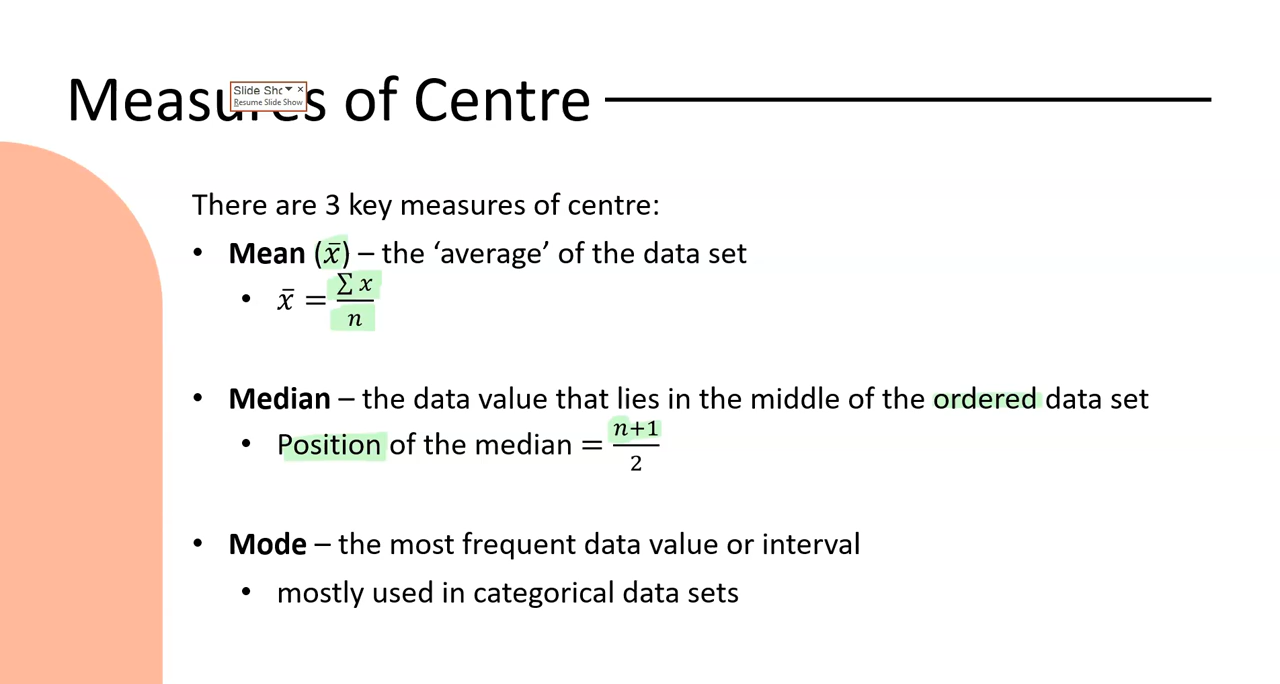 Measures of Centre
Slide Shc
Resume Slide Show
There are 3 key measures of centre:
• Mean (x̄) – the ‘average’ of the data set
• x̄ = ∑ x / n
• Median – the data value that lies in the middle of the ordered data set
• Position of the median = n+1 / 2
• Mode – the most frequent data value or interval
• mostly used in categorical data sets